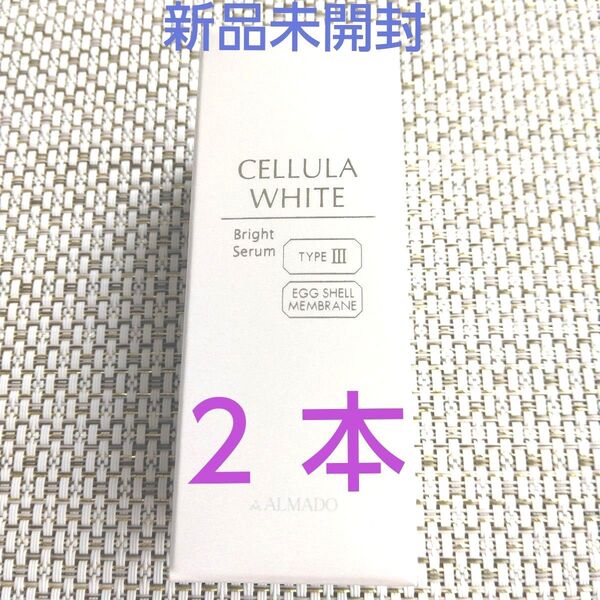 新品未開封
CELLULA
WHITE
Bright
Serum
TYPE III
EGG SHELL
MEMBRANE
2 本
ALMADO